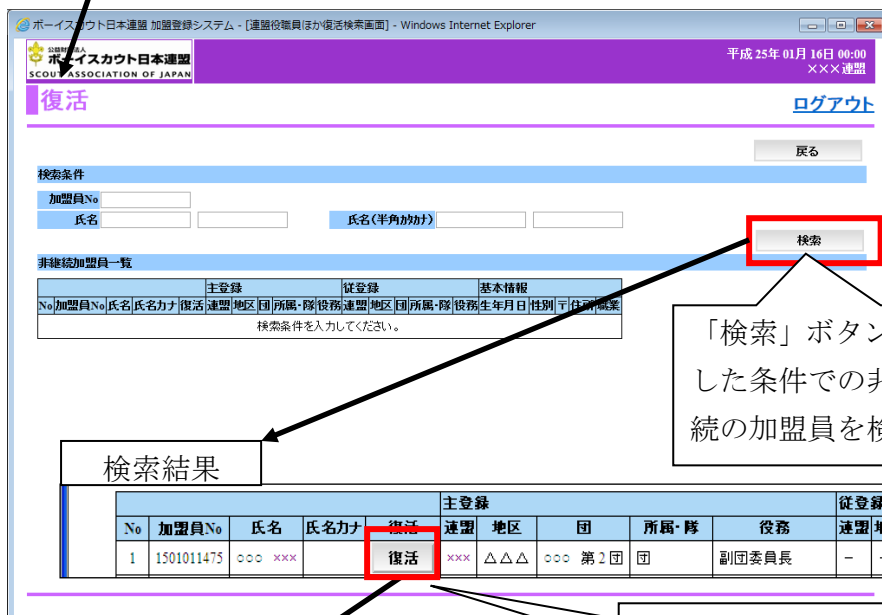 ボーイスカウト日本連盟 加盟登録システム - [連盟役職員ほか復活検索画面] - Windows Internet Explorer
公益財団法人
ボーイスカウト日本連盟
SCOUT ASSOCIATION OF JAPAN
平成 25年 01月 16日 00:00
×××連盟
復活
ログアウト
戻る
検索条件
加盟員No
氏名 氏名(半角カタカナ)
検索
非継続加盟員一覧
主登録 従登録 基本情報
No 加盟員No 氏名 氏名カナ 復活 連盟 地区 団 所属・隊 役務 連盟 地区 団 所属・隊 役務 生年月日 性別 〒 住所 職業
検索条件を入力してください。
「検索」ボタン
した条件での非
続の加盟員を検
検索結果
主登録 従登録
No 加盟員No 氏名 氏名カナ 復活 連盟 地区 団 所属・隊 役務 連盟
1 1501011475 ○○○ ××× 復活 ××× △△△ ○○○ 第2団 団 副団委員長 － －